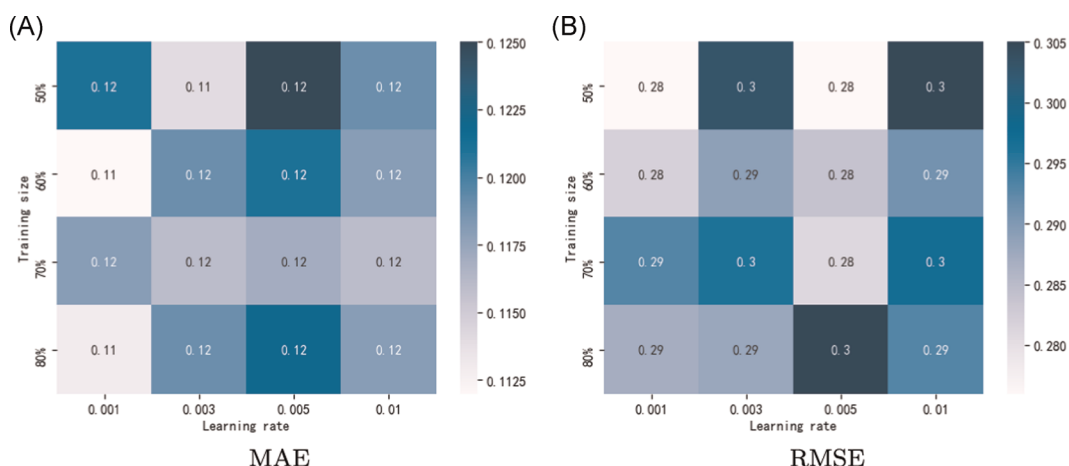 (A)
(B)
50% 0.12 0.11 0.12 0.12
60% 0.11 0.12 0.12 0.12
70% 0.12 0.12 0.12 0.12
80% 0.11 0.12 0.12 0.12
Training size
0.001 0.003 0.005 0.01
Learning rate
0.1250
0.1225
0.1200
0.1175
0.1150
0.1125
MAE
50% 0.28 0.3 0.28 0.3
60% 0.28 0.29 0.28 0.29
70% 0.29 0.3 0.28 0.3
80% 0.29 0.29 0.3 0.29
Training size
0.001 0.003 0.005 0.01
Learning rate
0.305
0.300
0.295
0.290
0.285
0.280
RMSE